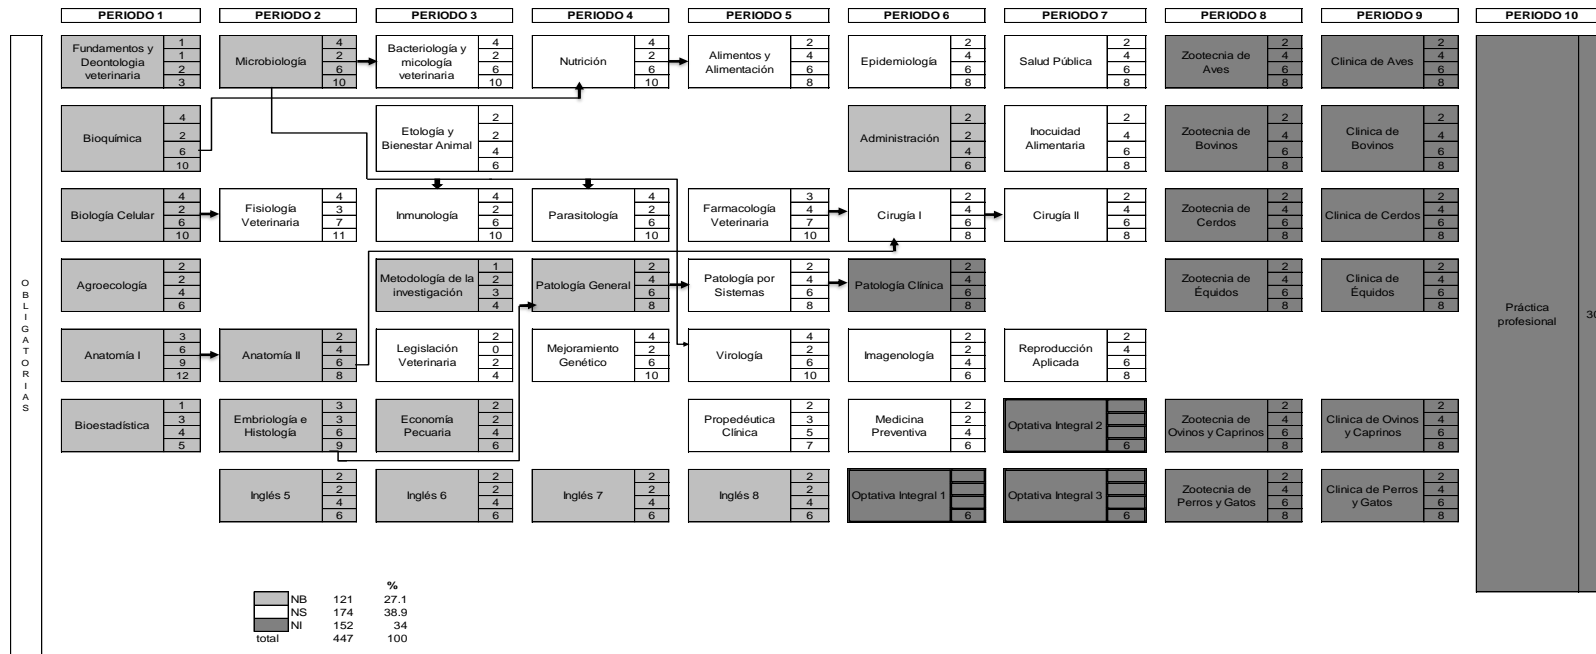 PERIODO 1 PERIODO 2 PERIODO 3 PERIODO 4 PERIODO 5 PERIODO 6 PERIODO 7 PERIODO 8 PERIODO 9 PERIODO 10
OBLIGATORIAS
Fundamentos y
Deontologia
veterinaria
1
1
2
3
Microbiología
4
2
6
10
Bacteriología y
micología
veterinaria
4
2
6
10
Nutrición
4
2
6
10
Alimentos y
Alimentación
2
4
6
8
Epidemiología
2
4
6
8
Salud Pública
2
4
6
8
Zootecnia de
Aves
2
4
6
8
Clinica de Aves
2
4
6
8
Bioquímica
4
2
6
10
Etología y
Bienestar Animal
2
2
4
6
Administración
2
2
4
6
Inocuidad
Alimentaria
2
4
6
8
Zootecnia de
Bovinos
2
4
6
8
Clinica de
Bovinos
2
4
6
8
Biología Celular
4
2
6
10
Fisiología
Veterinaria
4
3
7
11
Inmunología
4
2
6
10
Parasitología
4
2
6
10
Farmacología
Veterinaria
3
4
7
10
Cirugía I
2
4
6
8
Cirugía II
2
4
6
8
Zootecnia de
Cerdos
2
4
6
8
Clinica de Cerdos
2
4
6
8
Agroecología
2
2
4
6
Metodología de la
investigación
1
2
3
4
Patología General
2
4
6
8
Patología por
Sistemas
2
4
6
8
Patología Clínica
2
4
6
8
Zootecnia de
Équidos
2
4
6
8
Clinica de
Équidos
2
4
6
8
Anatomía I
3
6
9
12
Anatomía II
2
4
6
8
Legislación
Veterinaria
2
0
2
4
Mejoramiento
Genético
4
2
6
10
Virología
4
2
6
10
Imagenología
2
2
4
6
Reproducción
Aplicada
2
4
6
8
Práctica
profesional
30
Bioestadística
1
3
4
5
Embriología e
Histología
3
3
6
9
Economía
Pecuaria
2
2
4
6
Propedéutica
Clínica
2
3
5
7
Medicina
Preventiva
2
2
4
6
Optativa Integral 2
6
Zootecnia de
Ovinos y Caprinos
2
4
6
8
Clinica de Ovinos
y Caprinos
2
4
6
8
Inglés 5
2
2
4
6
Inglés 6
2
2
4
6
Inglés 7
2
2
4
6
Inglés 8
2
2
4
6
Optativa Integral 1
6
Optativa Integral 3
6
Zootecnia de
Perros y Gatos
2
4
6
8
Clinica de Perros
y Gatos
2
4
6
8
%
NB 121 27.1
NS 174 38.9
NI 152 34
total 447 100